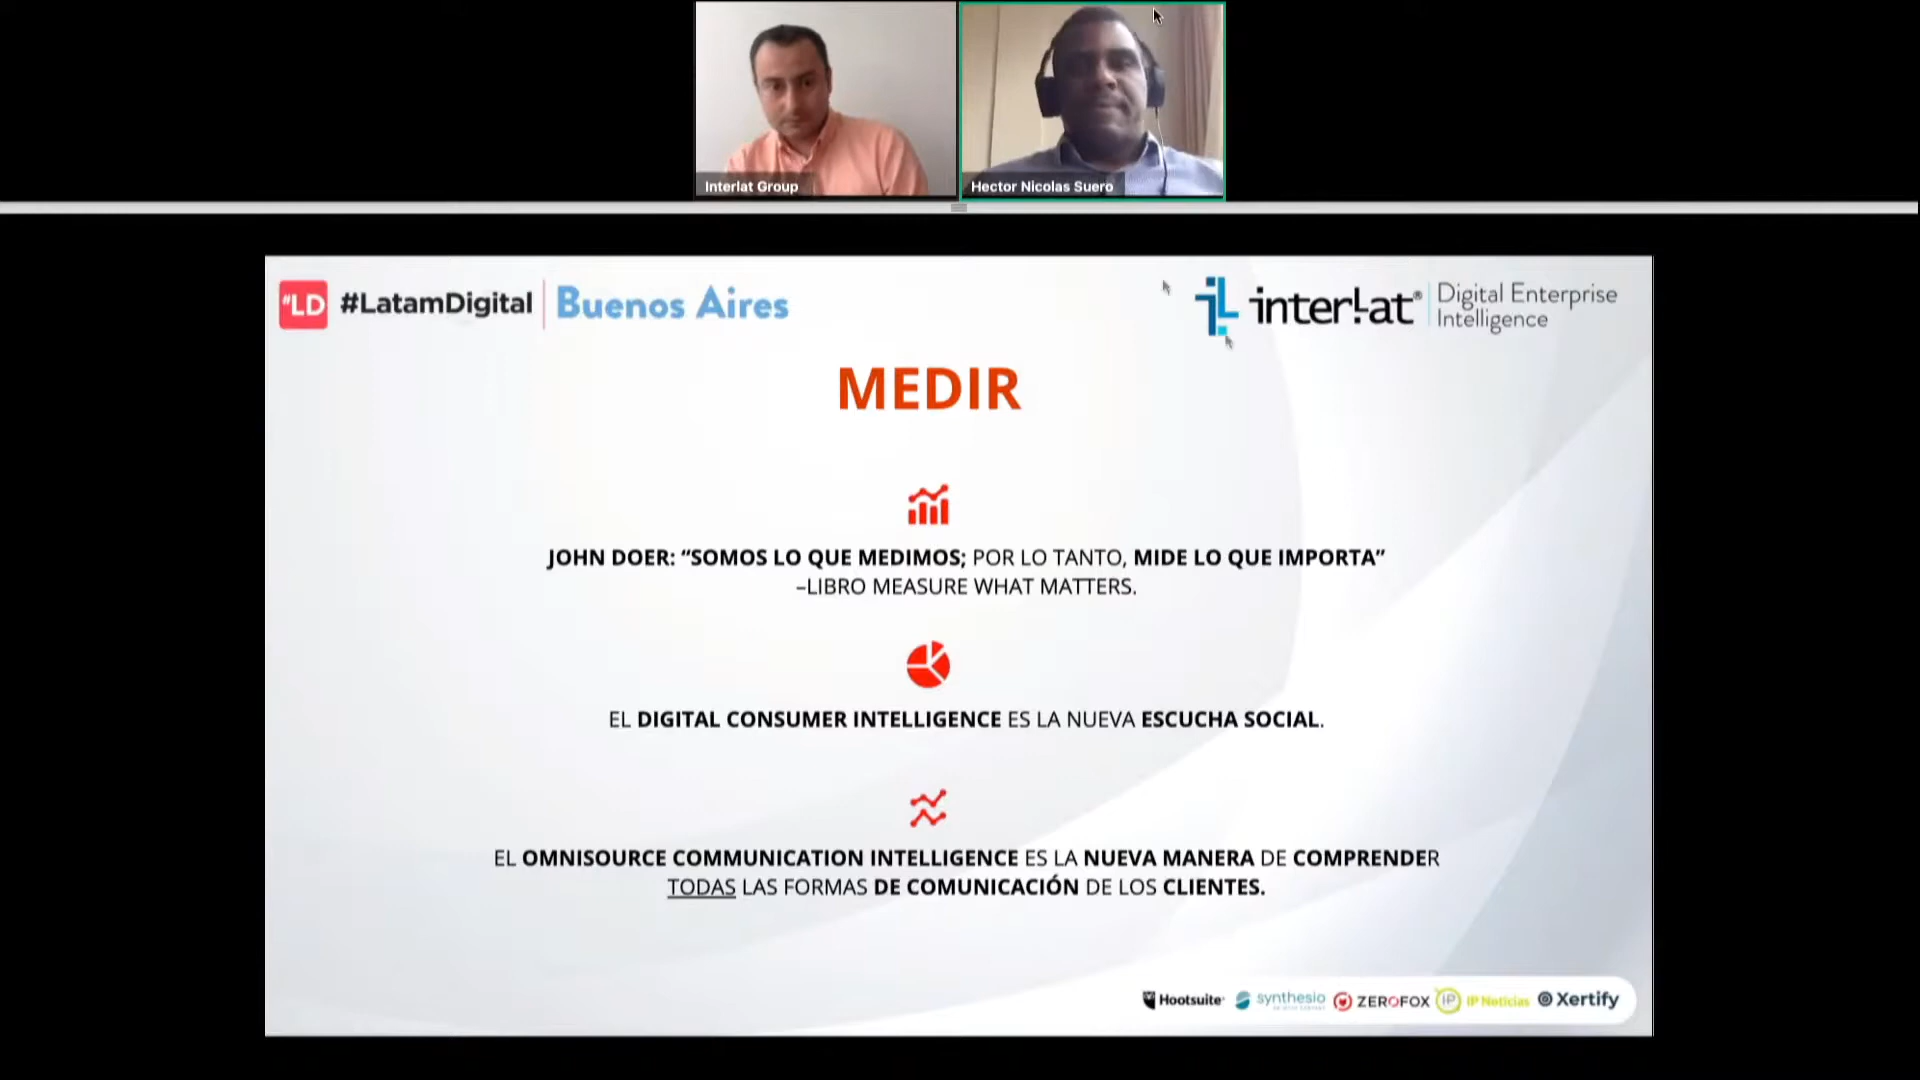 Interlat Group
Hector Nicolas Suero
"LD #LatamDigital Buenos Aires
iL inter!at® Digital Enterprise
Intelligence
MEDIR
JOHN DOER: “SOMOS LO QUE MEDIMOS; POR LO TANTO, MIDE LO QUE IMPORTA”
–LIBRO MEASURE WHAT MATTERS.
EL DIGITAL CONSUMER INTELLIGENCE ES LA NUEVA ESCUCHA SOCIAL.
EL OMNISOURCE COMMUNICATION INTELLIGENCE ES LA NUEVA MANERA DE COMPRENDER
TODAS LAS FORMAS DE COMUNICACIÓN DE LOS CLIENTES.
Hootsuite synthesio ZEROFOX IP IP Noticias Xertify